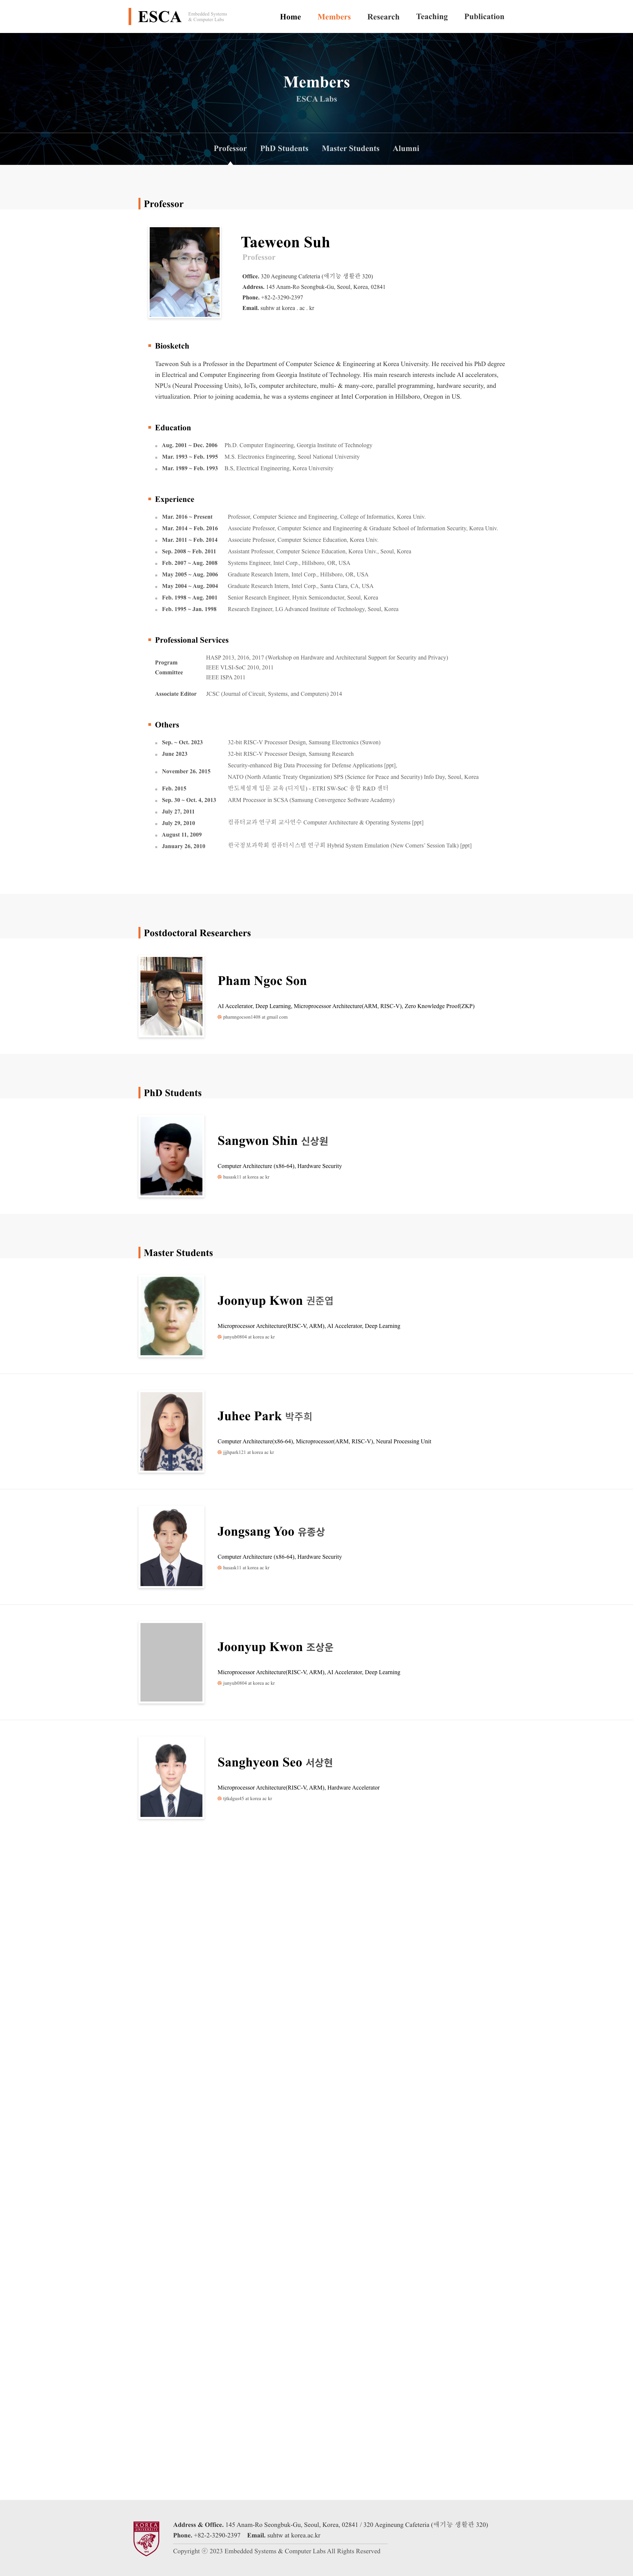 ESCA
Embedded Systems
& Computer Labs
Home Members Research Teaching Publication
Members
ESCA Labs
Professor PhD Students Master Students Alumni
Professor
Taeweon Suh
Professor
Office. 320 Aegineung Cafeteria (애기능 생활관 320)
Address. 145 Anam-Ro Seongbuk-Gu, Seoul, Korea, 02841
Phone. +82-2-3290-2397
Email. suhtw at korea . ac . kr
Biosketch
Taeweon Suh is a Professor in the Department of Computer Science & Engineering at Korea University. He received his PhD degree
in Electrical and Computer Engineering from Georgia Institute of Technology. His main research interests include AI accelerators,
NPUs (Neural Processing Units), IoTs, computer architecture, multi- & many-core, parallel programming, hardware security, and
virtualization. Prior to joining academia, he was a systems engineer at Intel Corporation in Hillsboro, Oregon in US.
Education
Aug. 2001 ~ Dec. 2006 Ph.D. Computer Engineering, Georgia Institute of Technology
Mar. 1993 ~ Feb. 1995 M.S. Electronics Engineering, Seoul National University
Mar. 1989 ~ Feb. 1993 B.S. Electrical Engineering, Korea University
Experience
Mar. 2016 ~ Present Professor, Computer Science and Engineering, College of Informatics, Korea Univ.
Mar. 2014 ~ Feb. 2016 Associate Professor, Computer Science and Enginerring & Graduate School of Information Security, Korea Univ.
Mar. 2011 ~ Feb. 2014 Associate Professor, Computer Science Education, Korea Univ.
Sep. 2008 ~ Feb. 2011 Assistant Professor, Computer Science Education, Korea Univ., Seoul, Korea
Feb. 2007 ~ Aug. 2008 Systems Engineer, Intel Corp., Hillsboro, OR, USA
May 2005 ~ Aug. 2006 Graduate Research Intern, Intel Corp., Hillsboro, OR, USA
May 2004 ~ Aug. 2004 Graduate Research Intern, Intel Corp., Santa Clara, CA, USA
Feb. 1998 ~ Aug. 2001 Senior Research Engineer, Hynix Semiconductor, Seoul, Korea
Feb. 1995 ~ Jan. 1998 Research Engineer, LG Advanced Institute of Technology, Seoul, Korea
Professional Services
Program
Committee
HASP 2013, 2016, 2017 (Workshop on Hardware and Architectural Support for Security and Privacy)
IEEE VLSI-SoC 2010, 2011
IEEE ISPA 2011
Associate Editor JCSC (Journal of Circuit, Systems, and Computers) 2014
Others
Sep. ~ Oct. 2023 32-bit RISC-V Processor Design, Samsung Electronics (Suwon)
June 2023 32-bit RISC-V Processor Design, Samsung Research
November 26, 2015 Security-enhanced Big Data Processing for Defense Applications [ppt],
NATO (North Atlantic Treaty Organization) SPS (Science for Peace and Security) Info Day, Seoul, Korea
Feb. 2015 반도체설계 입문 교육 (디지털) - ETRI SW-SoC 융합 R&D 센터
Sep. 30 ~ Oct. 4, 2013 ARM Processor in SCSA (Samsung Convergence Software Academy)
July 27, 2011
July 29, 2010 컴퓨터교과 연구회 교사연수 Computer Architecture & Operating Systems [ppt]
August 11, 2009
January 26, 2010 한국정보과학회 컴퓨터시스템 연구회 Hybrid System Emulation (New Comers' Session Talk) [ppt]
Postdoctoral Researchers
Pham Ngoc Son
AI Accelerator, Deep Learning, Microprocessor Architecture(ARM, RISC-V), Zero Knowledge Proof(ZKP)
phamngocson1408 at gmail com
PhD Students
Sangwon Shin 신상원
Computer Architecture (x86-64), Hardware Security
at korea ac kr
Master Students
Joonyup Kwon 권준엽
Microprocessor Architecture(RISC-V, ARM), AI Accelerator, Deep Learning
at korea ac kr
Juhee Park 박주희
Computer Architecture(x86-64), Microprocessor(ARM, RISC-V), Neural Processing Unit
at korea ac kr
Jongsang Yoo 유종상
Computer Architecture (x86-64), Hardware Security
at korea ac kr
Joonyup Kwon 조상운
Microprocessor Architecture(RISC-V, ARM), AI Accelerator, Deep Learning
at korea ac kr
Sanghyeon Seo 서상현
Microprocessor Architecture(RISC-V, ARM), Hardware Accelerator
at korea ac kr
KOREA
Address & Office. 145 Anam-Ro Seongbuk-Gu, Seoul, Korea, 02841 / 320 Aegineung Cafeteria (애기능 생활관 320)
Phone. +82-2-3290-2397 Email. suhtw at korea.ac.kr
Copyright ⓒ 2023 Embedded Systems & Computer Labs All Rights Reserved